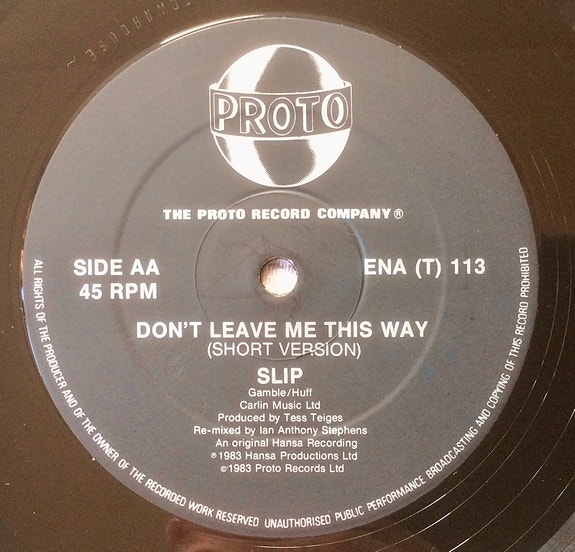 PROTO
THE PROTO RECORD COMPANY®
SIDE AA
45 RPM
ENA (T) 113
DON'T LEAVE ME THIS WAY
(SHORT VERSION)
SLIP
Gamble/Huff
Carlin Music Ltd
Produced by Tess Teiges
Re-mixed by Ian Anthony Stephens
An original Hansa Recording
℗1983 Hansa Productions Ltd
©1983 Proto Records Ltd
ALL RIGHTS OF THE PRODUCER AND OF THE OWNER OF THE RECORDED WORK RESERVED UNAUTHORISED PUBLIC PERFORMANCE BROADCASTING AND COPYING OF THIS RECORD PROHIBITED